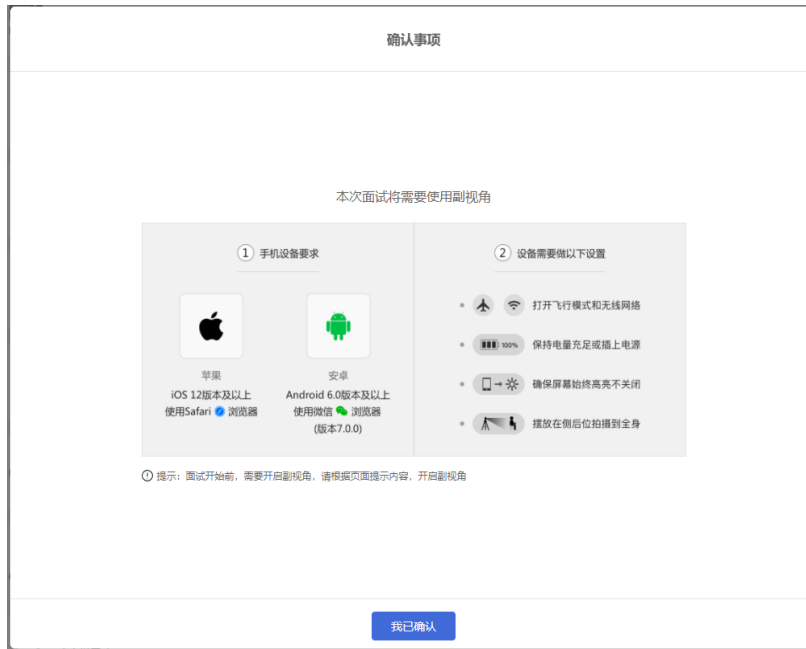 确认事项
本次面试将需要使用副视角
1 手机设备要求
苹果
iOS 12版本及以上
使用Safari 浏览器
安卓
Android 6.0版本及以上
使用微信 浏览器
(版本7.0.0)
2 设备需要做以下设置
打开飞行模式和无线网络
100% 保持电量充足或插上电源
确保屏幕始终高亮不关闭
摆放在侧后位拍摄到全身
提示：面试开始前，需要开启副视角，请根据页面提示内容，开启副视角
我已确认